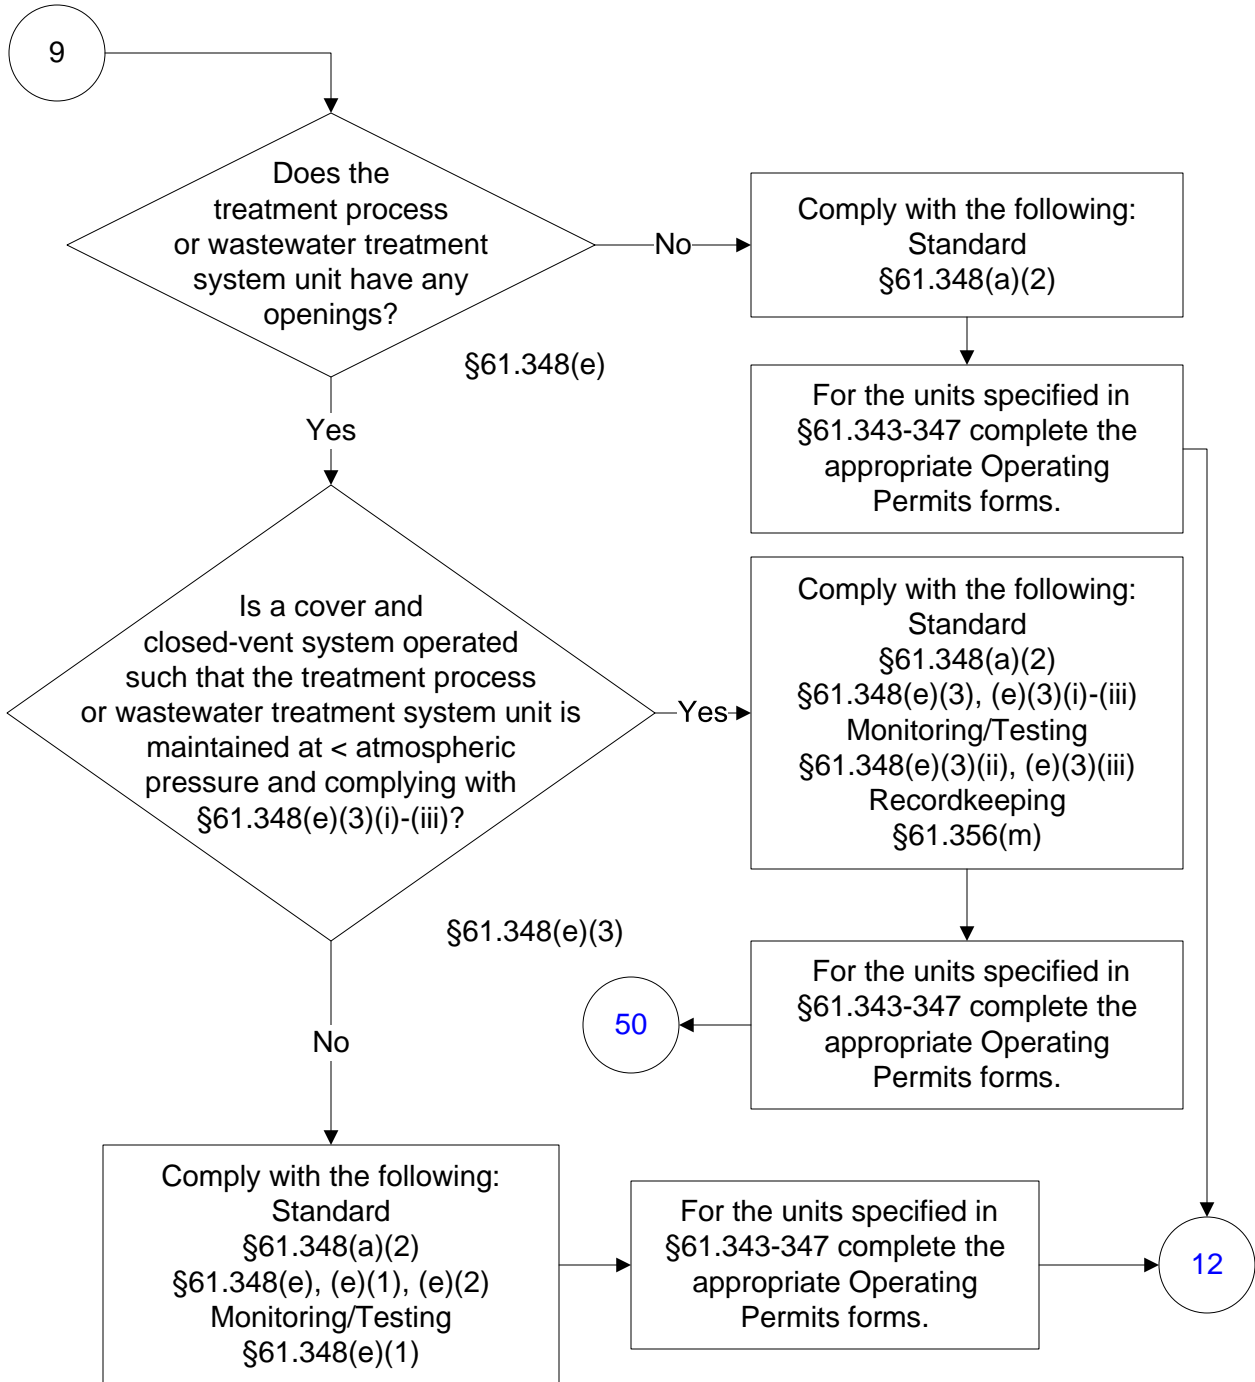 9
Does the
treatment process
or wastewater treatment
system unit have any
openings?
No
Comply with the following:
Standard
§61.348(a)(2)
§61.348(e)
Yes
For the units specified in
§61.343-347 complete the
appropriate Operating
Permits forms.
Is a cover and
closed-vent system operated
such that the treatment process
or wastewater treatment system unit is
maintained at < atmospheric
pressure and complying with
§61.348(e)(3)(i)-(iii)?
Yes
Comply with the following:
Standard
§61.348(a)(2)
§61.348(e)(3), (e)(3)(i)-(iii)
Monitoring/Testing
§61.348(e)(3)(ii), (e)(3)(iii)
Recordkeeping
§61.356(m)
§61.348(e)(3)
For the units specified in
§61.343-347 complete the
appropriate Operating
Permits forms.
50
No
Comply with the following:
Standard
§61.348(a)(2)
§61.348(e), (e)(1), (e)(2)
Monitoring/Testing
§61.348(e)(1)
For the units specified in
§61.343-347 complete the
appropriate Operating
Permits forms.
12